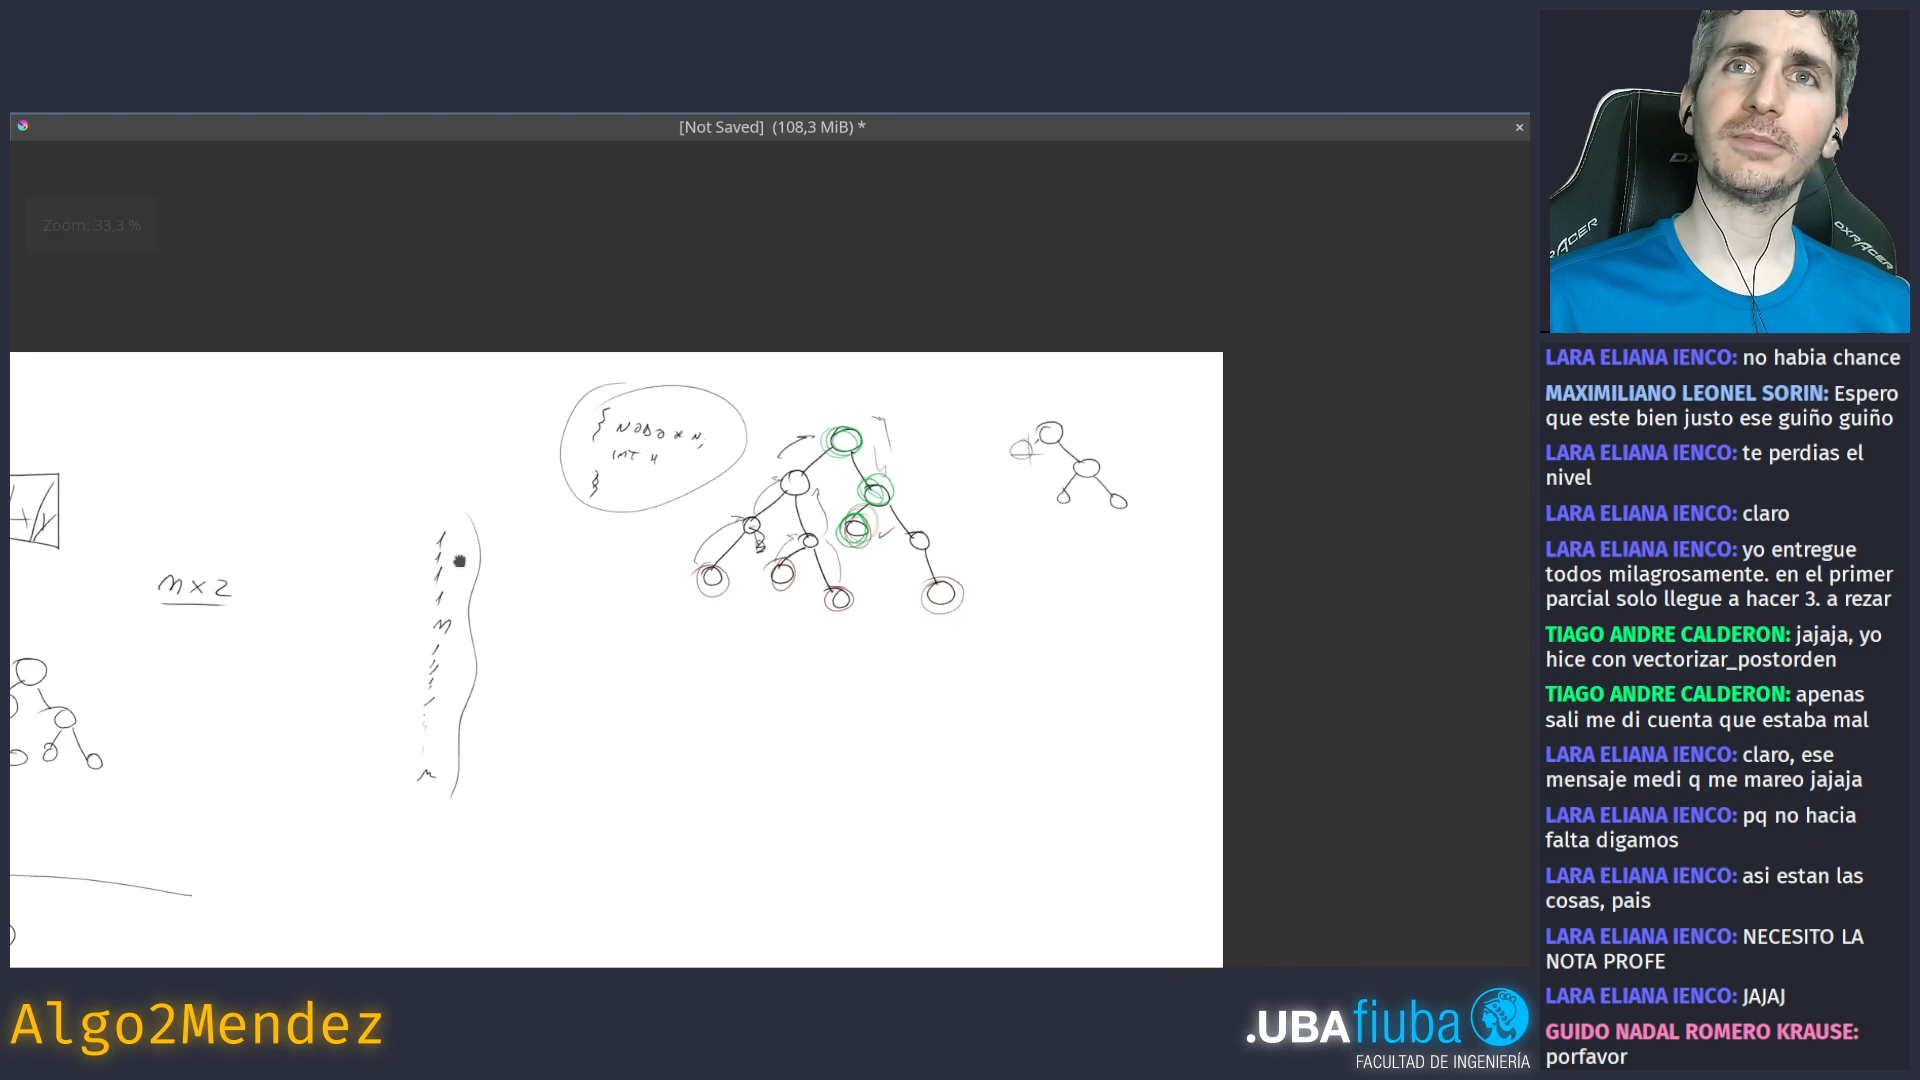 [Not Saved] (108,3 MiB) *
×
Zoom: 33,3 %
{ NODO * N;
INT
}
n x 2
LARA ELIANA IENCO: no habia chance
MAXIMILIANO LEONEL SORIN: Espero
que este bien justo ese guiño guiño
LARA ELIANA IENCO: te perdias el
nivel
LARA ELIANA IENCO: claro
LARA ELIANA IENCO: yo entregue
todos milagrosamente. en el primer
parcial solo llegue a hacer 3. a rezar
TIAGO ANDRE CALDERON: jajaja, yo
hice con vectorizar_postorden
TIAGO ANDRE CALDERON: apenas
sali me di cuenta que estaba mal
LARA ELIANA IENCO: claro, ese
mensaje medi q me mareo jajaja
LARA ELIANA IENCO: pq no hacia
falta digamos
LARA ELIANA IENCO: asi estan las
cosas, pais
LARA ELIANA IENCO: NECESITO LA
NOTA PROFE
LARA ELIANA IENCO: JAJAJ
GUIDO NADAL ROMERO KRAUSE:
porfavor
Algo2Mendez
.UBAfiuba
FACULTAD DE INGENIERÍA
DXRACER